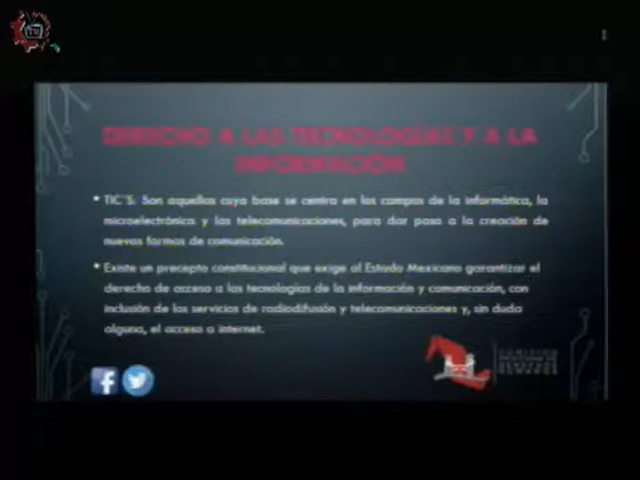 DERECHO A LAS TECNOLOGÍAS Y A LA
INFORMACIÓN
• TIC´S: Son aquellas cuya base se centra en los campos de la informática, la
microelectrónica y las telecomunicaciones, para dar paso a la creación de
nuevas formas de comunicación.
• Existe un precepto constitucional que exige al Estado Mexicano garantizar el
derecho de acceso a las tecnologías de la información y comunicación, con
inclusión de los servicios de radiodifusión y telecomunicaciones y, sin duda
alguna, el acceso a internet.